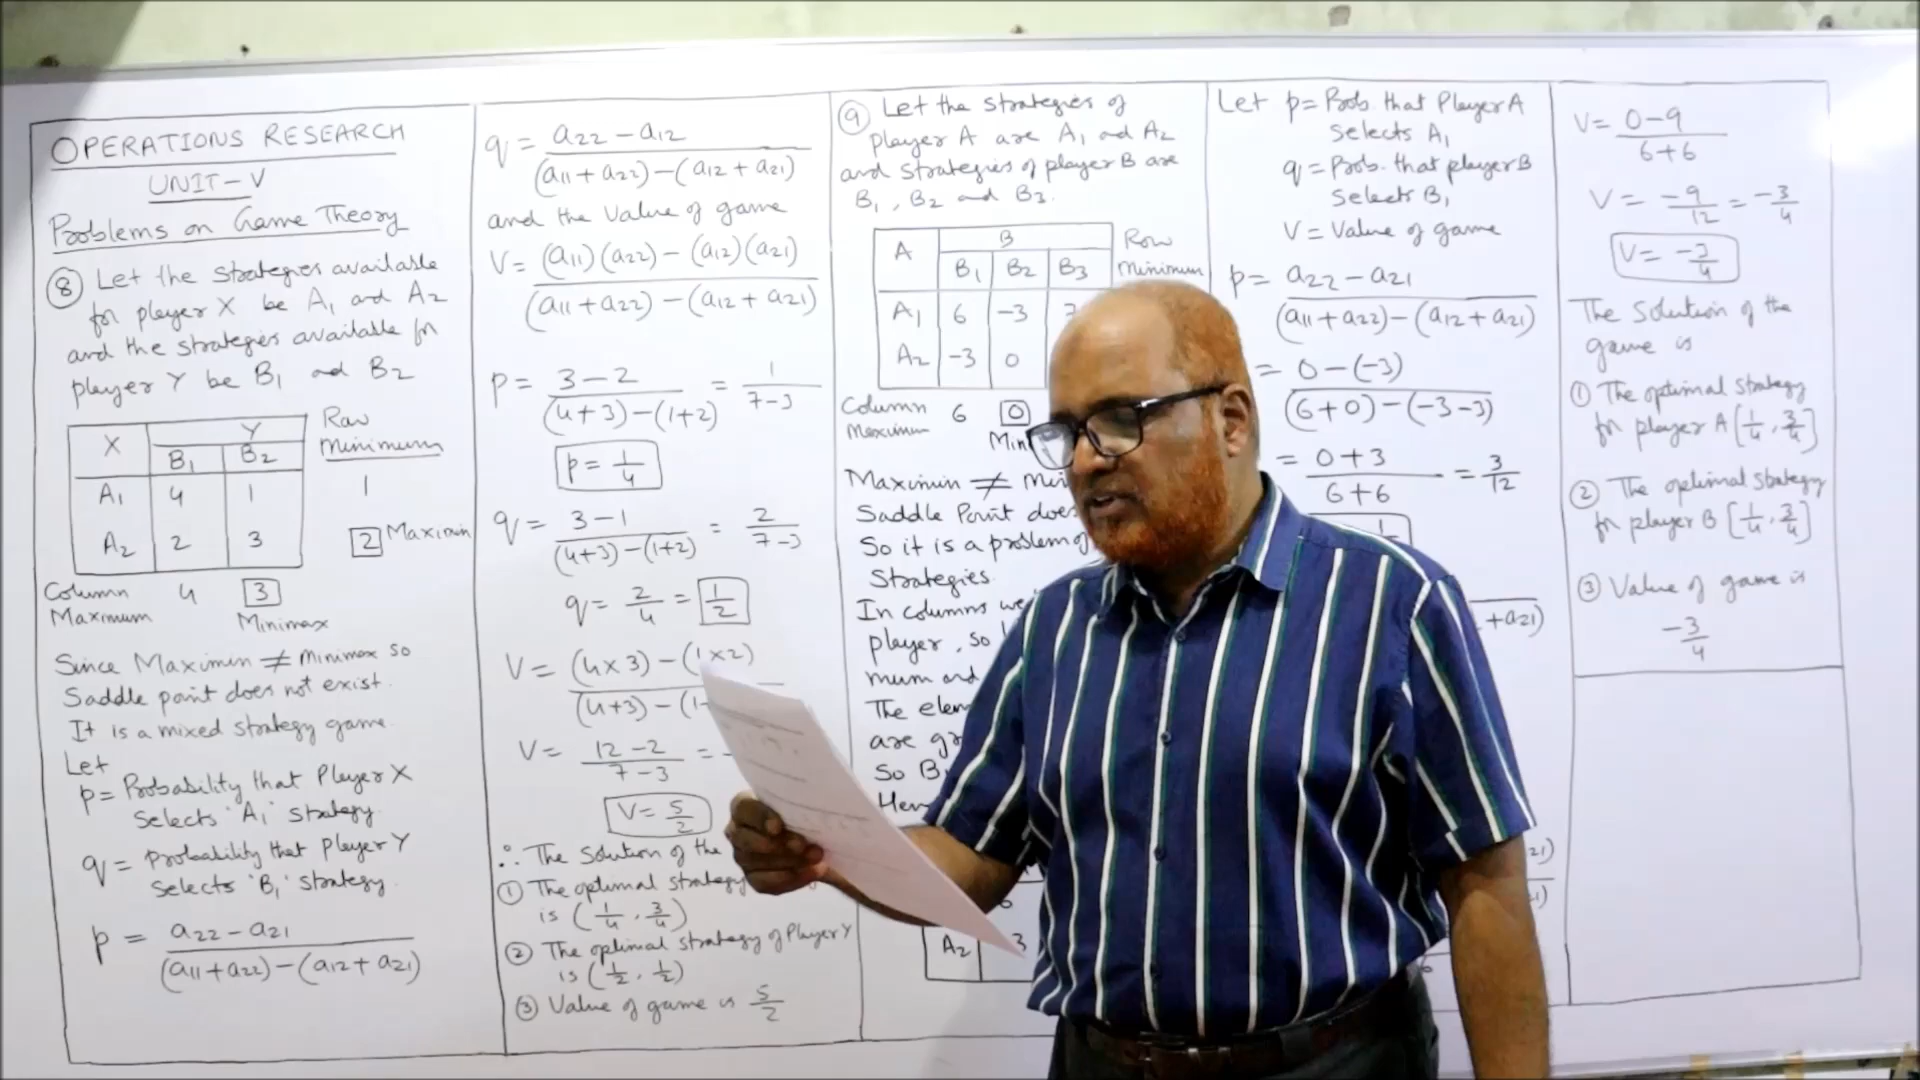 OPERATIONS RESEARCH
UNIT-V
Problems on Game Theory
⑧ Let the strategies available
for player X be A₁ and A₂
and the strategies available for
player Y be B₁ and B₂
X Y Row
B₁ B₂ Minimum
A₁ 4 1 1
A₂ 2 3 2 Maximin
Column 4 3
Maximum Minimax
Since Maximin ≠ Minimax so
Saddle point does not exist.
It is a mixed strategy game.
Let
p = Probability that Player X
Selects 'A₁' strategy.
q = Probability that Player Y
Selects 'B₁' strategy.
p = a22 - a21
(a11 + a22) - (a12 + a21)
q = a22 - a12
(a11 + a22) - (a12 + a21)
and the value of game
V = (a11)(a22) - (a12)(a21)
(a11 + a22) - (a12 + a21)
p = 3-2 = 1
(4+3) - (1+2) 7-3
p = 1/4
q = 3-1 = 2
(4+3) - (1+2) 7-3
q = 2/4 = 1/2
V = (4×3) - (1×2)
(4+3) - (1
V = 12-2 =
7-3
V = 5/2
∴ The Solution of the
① The optimal strategy
is (1/4, 3/4)
② The optimal strategy of Player Y
is (1/2, 1/2)
③ Value of game is 5/2
⑨ Let the strategies of
player A are A₁ and A₂
and strategies of player B are
B₁, B₂ and B₃.
A B Row
B₁ B₂ B₃ Minimum
A₁ 6 -3 7
A₂ -3 0
Column 6 0
Maximum Min
Maximin ≠ Min
Saddle Point does
So it is a problem of
Strategies.
In columns we
player, so
mum and
The elem
are gr
So B
Hen
6
A₂ 3
Let p = Prob. that Player A
Selects A₁
q = Prob. that player B
Selects B₁
V = Value of game
p = a22 - a21
(a11 + a22) - (a12 + a21)
= 0 - (-3)
(6+0) - (-3-3)
= 0+3 = 3
6+6 12
+ a21)
21)
V = 0-9
6+6
V = -9/12 = -3/4
V = -3/4
The Solution of the
game is
① The optimal strategy
for player A [1/4, 3/4]
② The optimal strategy
for player B [1/4, 3/4]
③ Value of game is
-3/4